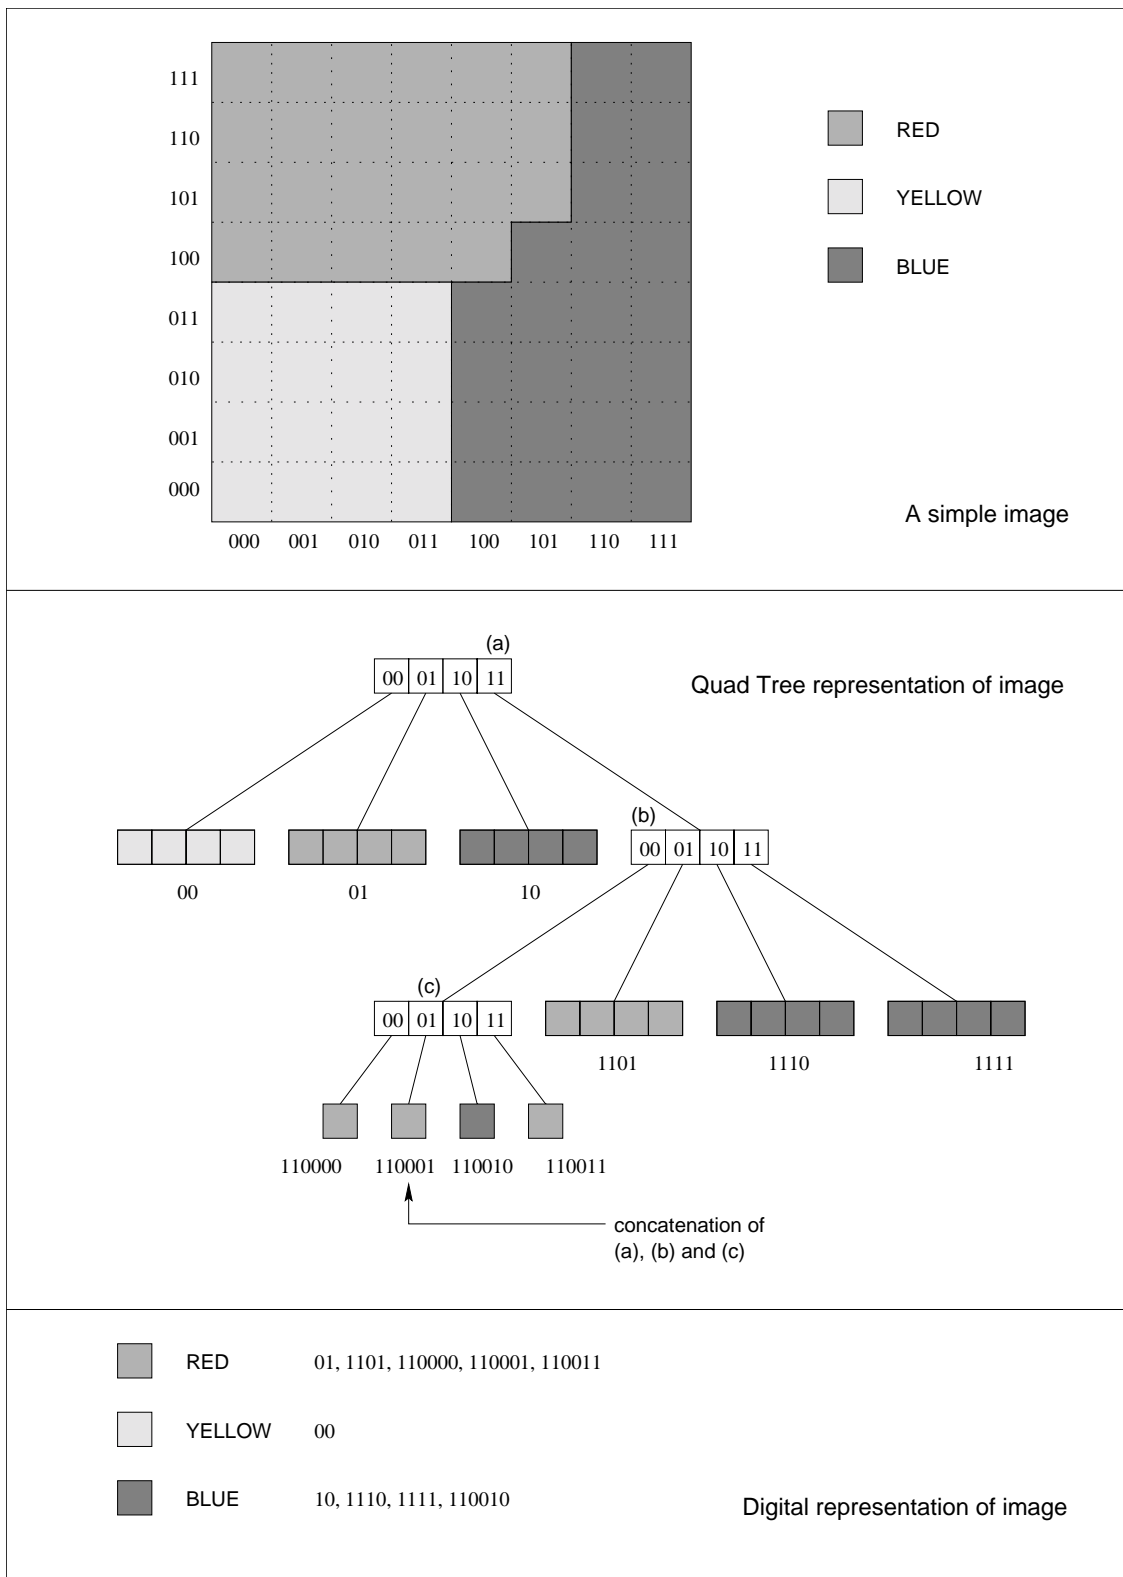 111
110
101
100
011
010
001
000
000 001 010 011 100 101 110 111
RED
YELLOW
BLUE
A simple image
(a)
00 01 10 11
Quad Tree representation of image
(b)
00 01 10 11
00 01 10
(c)
00 01 10 11
1101 1110 1111
110000 110001 110010 110011
concatenation of
(a), (b) and (c)
RED 01, 1101, 110000, 110001, 110011
YELLOW 00
BLUE 10, 1110, 1111, 110010
Digital representation of image